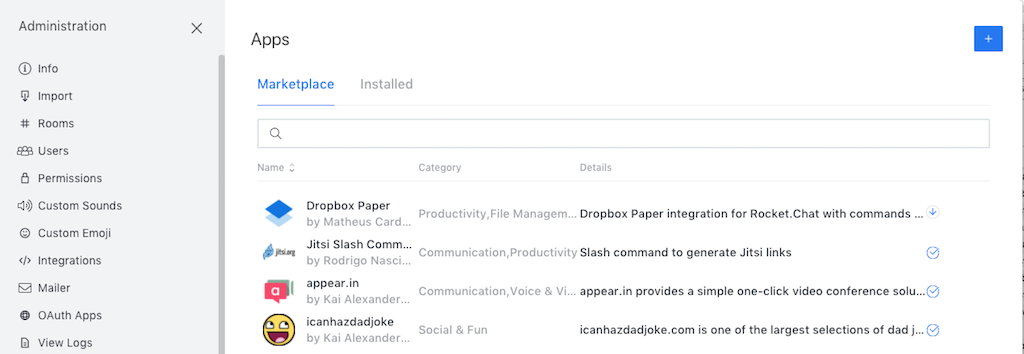 Administration
Info
Import
Rooms
Users
Permissions
Custom Sounds
Custom Emoji
Integrations
Mailer
OAuth Apps
View Logs
Apps
+
Marketplace Installed
Name Category Details
Dropbox Paper
by Matheus Card...
Productivity,File Managem...
Dropbox Paper integration for Rocket.Chat with commands ...
jitsi.org
Jitsi Slash Comm...
by Rodrigo Nasci...
Communication,Productivity
Slash command to generate Jitsi links
appear.in
by Kai Alexander...
Communication,Voice & Vi...
appear.in provides a simple one-click video conference solu...
icanhazdadjoke
by Kai Alexander...
Social & Fun
icanhazdadjoke.com is one of the largest selections of dad j...